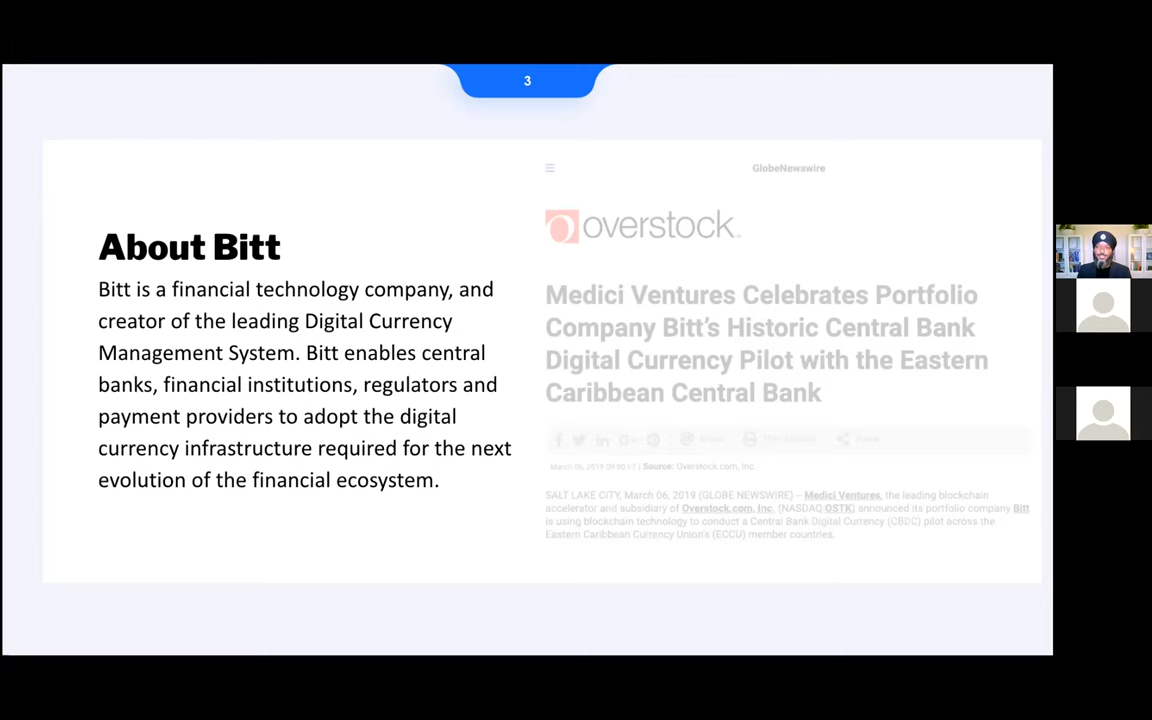 3
About Bitt
Bitt is a financial technology company, and
creator of the leading Digital Currency
Management System. Bitt enables central
banks, financial institutions, regulators and
payment providers to adopt the digital
currency infrastructure required for the next
evolution of the financial ecosystem.
GlobeNewswire
overstock
Medici Ventures Celebrates Portfolio
Company Bitt’s Historic Central Bank
Digital Currency Pilot with the Eastern
Caribbean Central Bank
Source: Overstock.com, Inc.
SALT LAKE CITY, March 06, 2019 (GLOBE NEWSWIRE) -- Medici Ventures, the leading blockchain
accelerator and subsidiary of Overstock.com, Inc. (NASDAQ:OSTK) announced its portfolio company Bitt
is using blockchain technology to conduct a Central Bank Digital Currency (CBDC) pilot across the
Eastern Caribbean Currency Union's (ECCU) member countries.